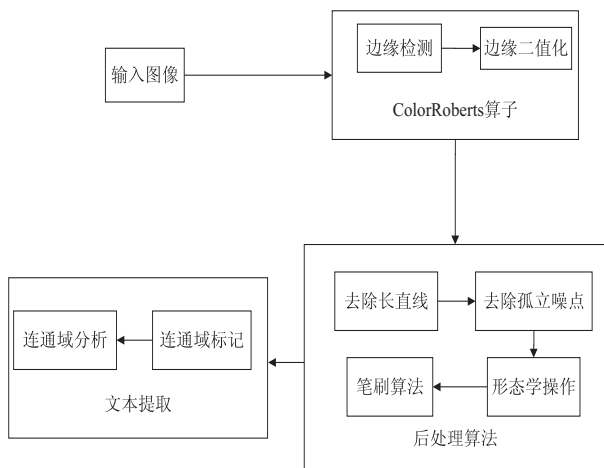 输入图像
边缘检测
边缘二值化
ColorRoberts算子
去除长直线
去除孤立噪点
形态学操作
笔刷算法
后处理算法
连通域标记
连通域分析
文本提取